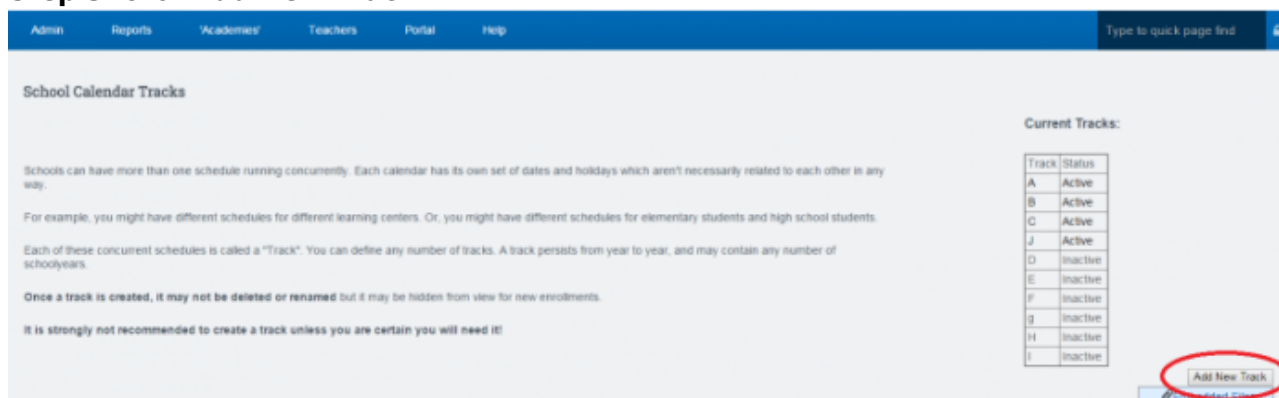 Admin Reports 'Academies' Teachers Portal Help Type to quick page find
School Calendar Tracks
Current Tracks:
Schools can have more than one schedule running concurrently. Each calendar has its own set of dates and holidays which aren't necessarily related to each other in any
way.
For example, you might have different schedules for different learning centers. Or, you might have different schedules for elementary students and high school students.
Each of these concurrent schedules is called a "Track". You can define any number of tracks. A track persists from year to year, and may contain any number of
schoolyears.
Once a track is created, it may not be deleted or renamed but it may be hidden from view for new enrollments.
It is strongly not recommended to create a track unless you are certain you will need it!
Track Status
A Active
B Active
C Active
J Active
D Inactive
E Inactive
F Inactive
g Inactive
H Inactive
I Inactive
Add New Track